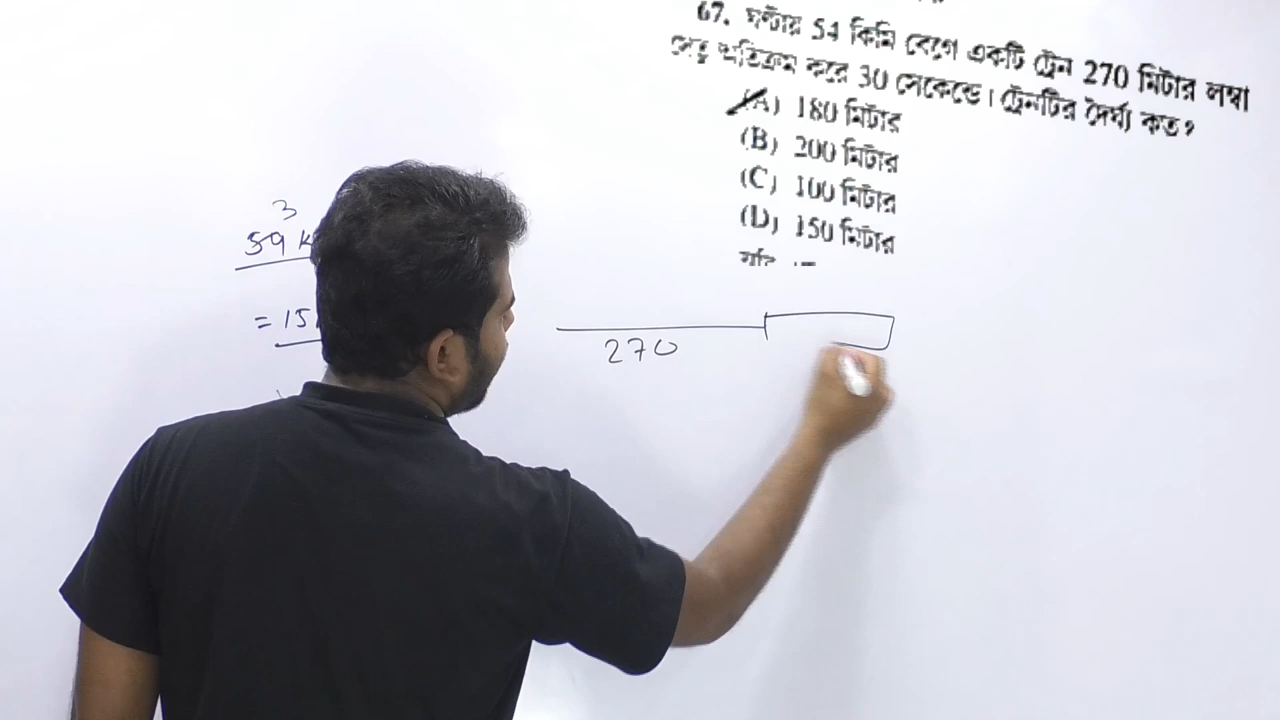 67. ঘন্টায় 54 কিমি বেগে একটি ট্রেন 270 মিটার লম্বা
সেতু অতিক্রম করে 30 সেকেন্ডে। ট্রেনটির দৈর্ঘ্য কত?
(A) 180 মিটার
(B) 200 মিটার
(C) 100 মিটার
(D) 150 মিটার
যদি
3
54 k
= 15
270